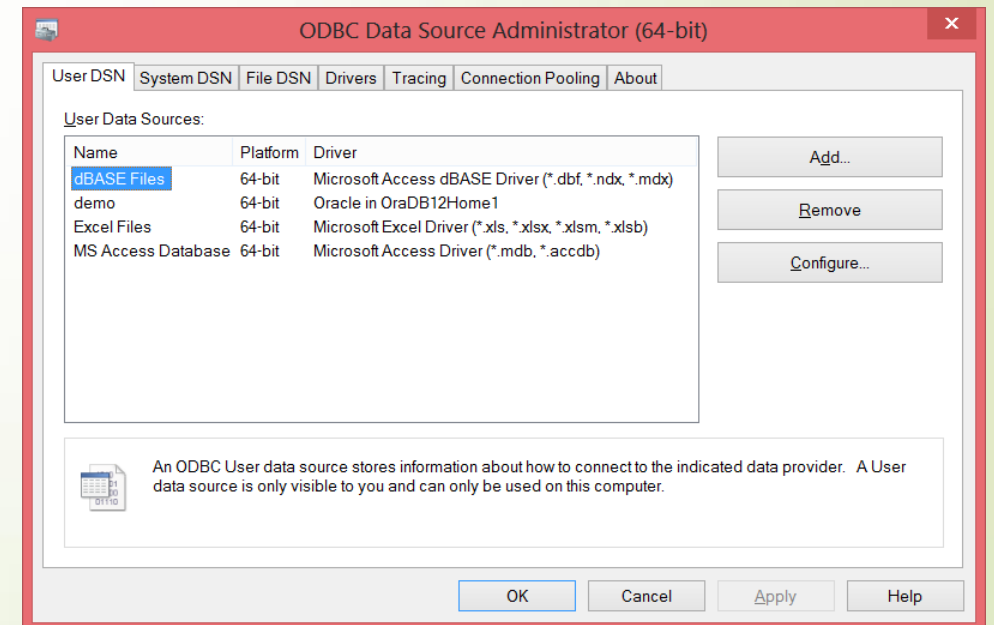 ODBC Data Source Administrator (64-bit)
User DSN System DSN File DSN Drivers Tracing Connection Pooling About
User Data Sources:
Name Platform Driver
dBASE Files 64-bit Microsoft Access dBASE Driver (*.dbf, *.ndx, *.mdx)
demo 64-bit Oracle in OraDB12Home1
Excel Files 64-bit Microsoft Excel Driver (*.xls, *.xlsx, *.xlsm, *.xlsb)
MS Access Database 64-bit Microsoft Access Driver (*.mdb, *.accdb)
Add...
Remove
Configure...
An ODBC User data source stores information about how to connect to the indicated data provider. A User
data source is only visible to you and can only be used on this computer.
OK Cancel Apply Help